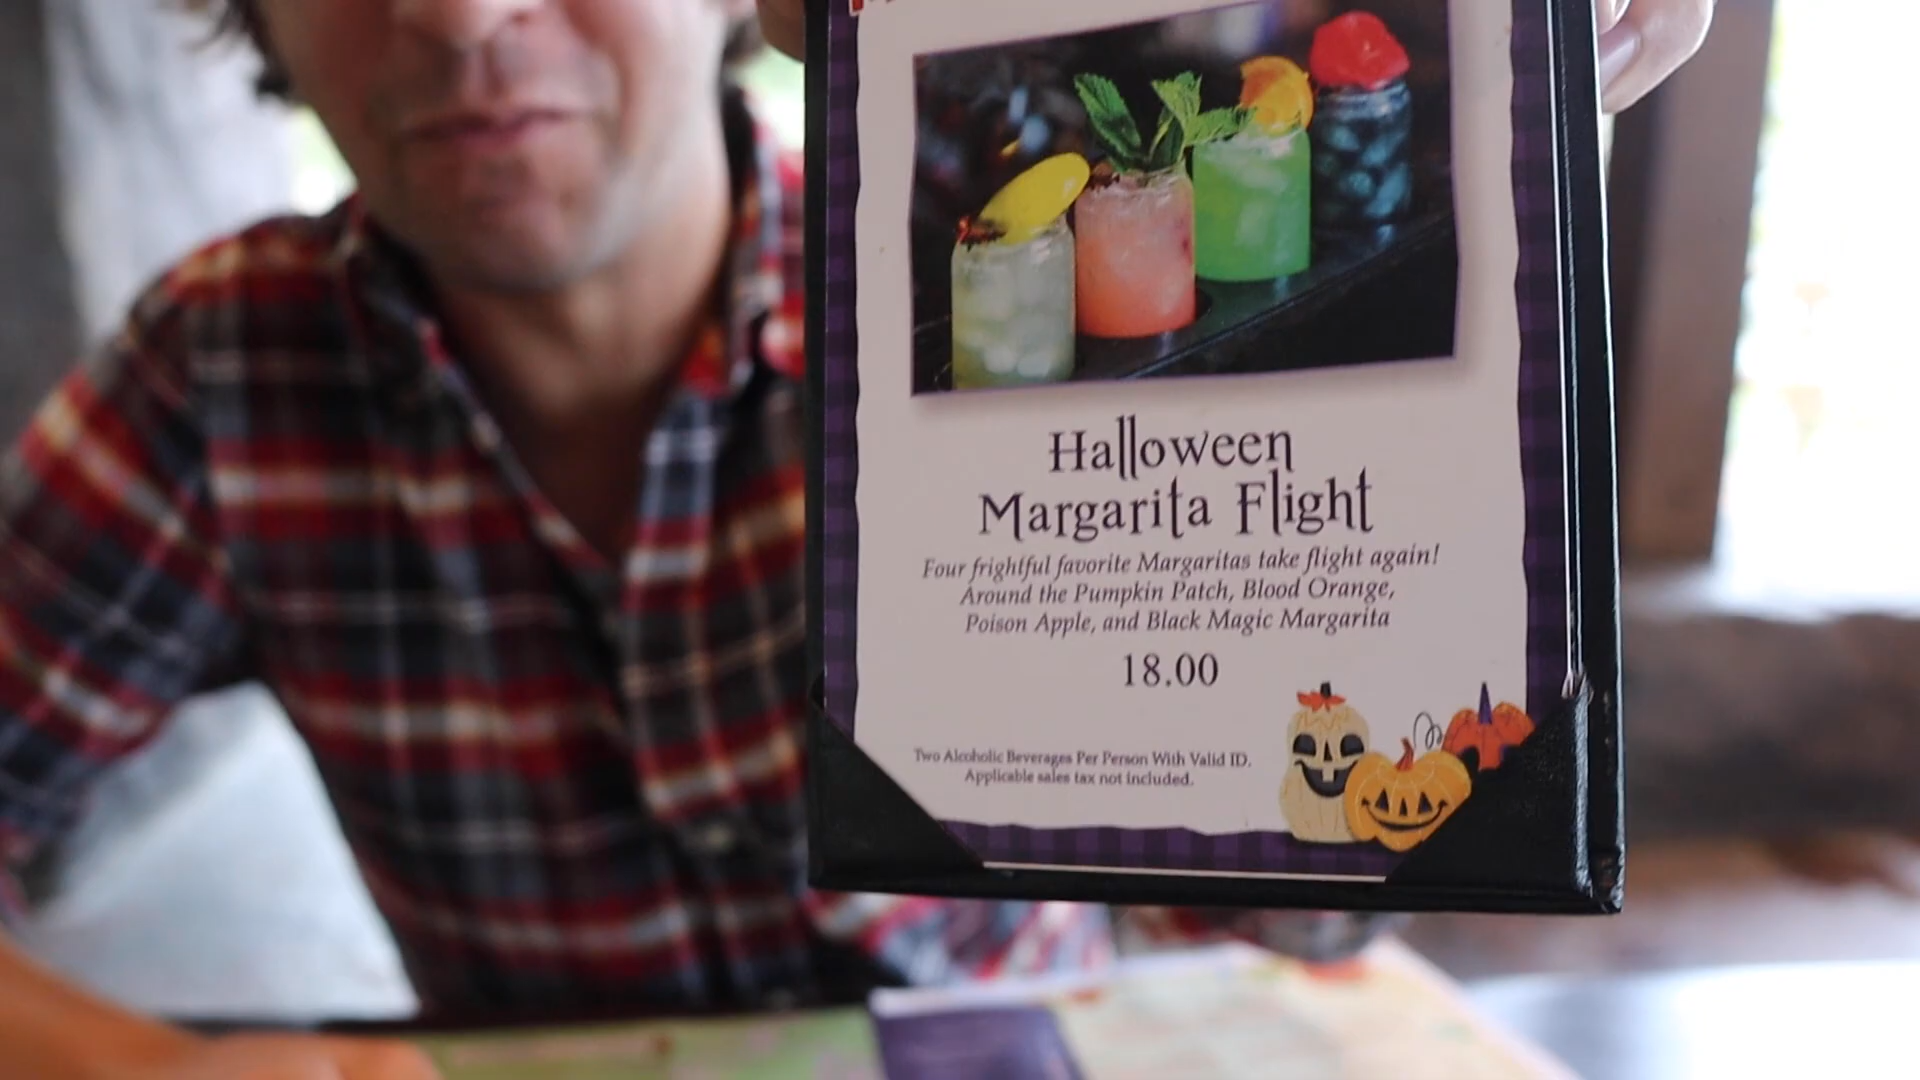 Halloween
Margarita Flight
Four frightful favorite Margaritas take flight again!
Around the Pumpkin Patch, Blood Orange,
Poison Apple, and Black Magic Margarita
18.00
Two Alcoholic Beverages Per Person With Valid ID.
Applicable sales tax not included.